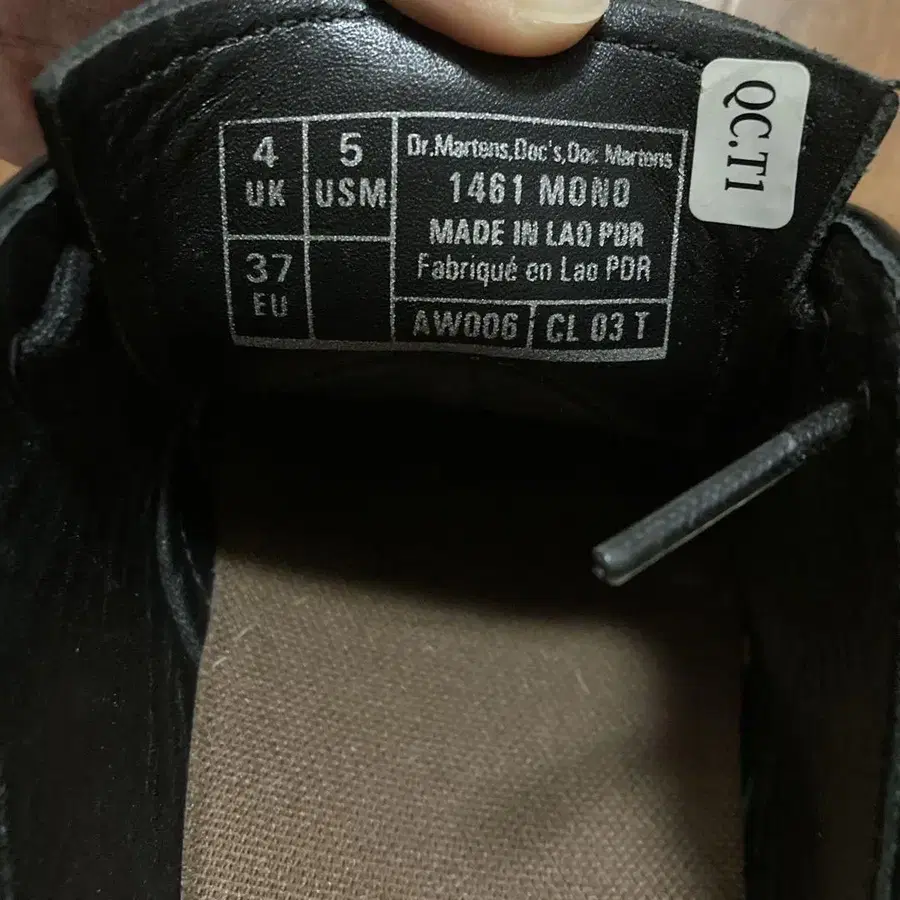 4
UK
5
USM
37
EU
Dr.Martens,Doc's,Doc Martens
1461 MONO
MADE IN LAO PDR
Fabriqué en Lao PDR
AW006
CL 03 T
QC.T1